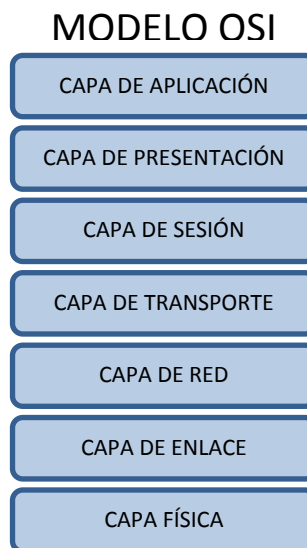 MODELO OSI
CAPA DE APLICACIÓN
CAPA DE PRESENTACIÓN
CAPA DE SESIÓN
CAPA DE TRANSPORTE
CAPA DE RED
CAPA DE ENLACE
CAPA FÍSICA